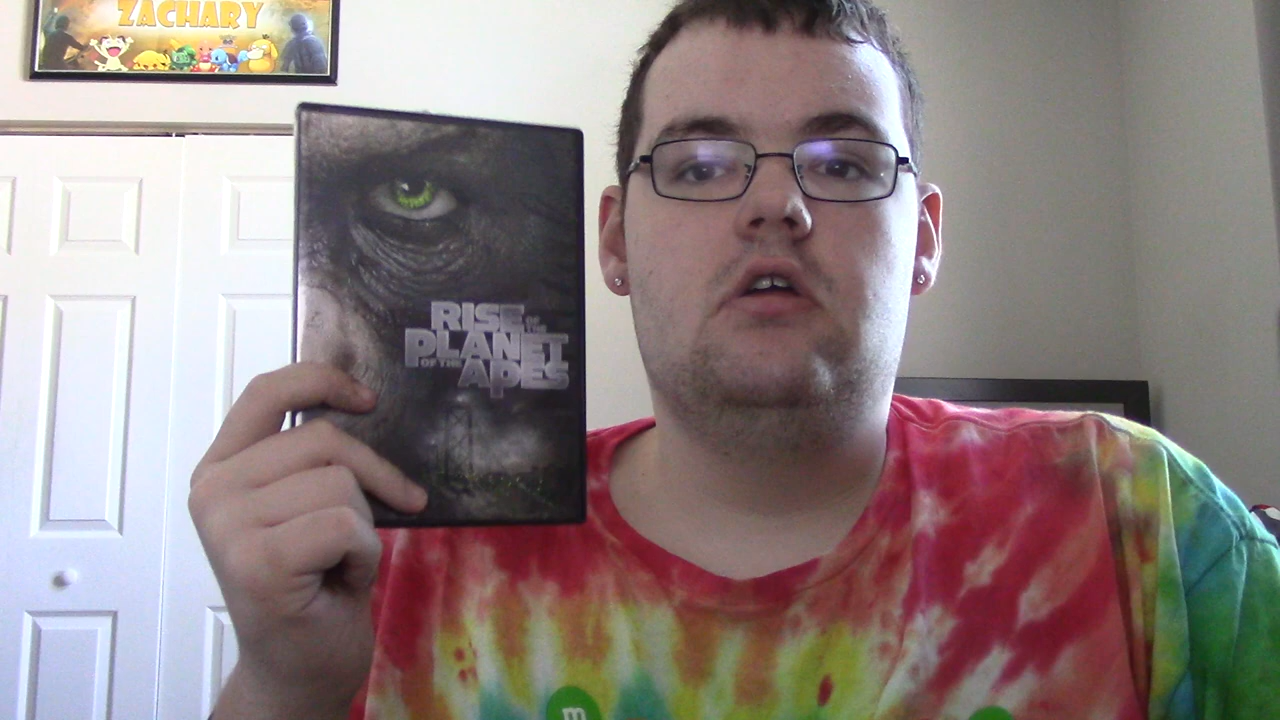 ZACHARY
RISE OF THE
PLANET
OF THE APES
m